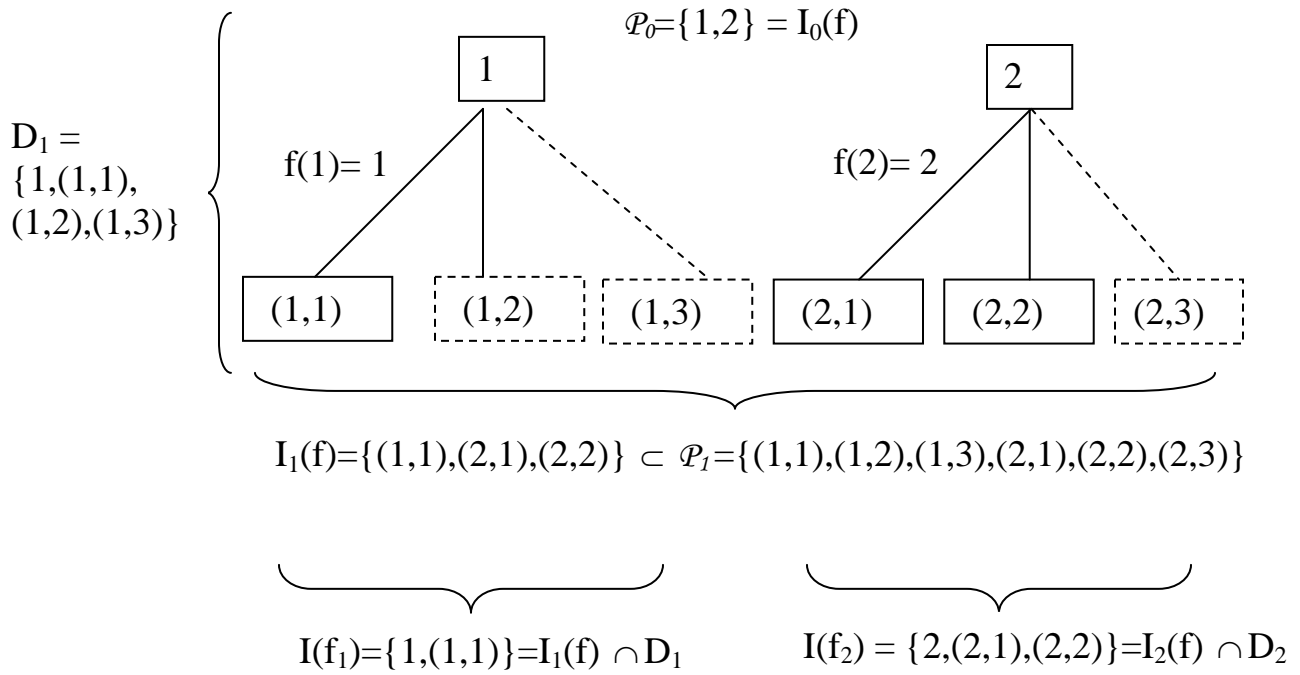 𝒫₀={1,2} = I₀(f)
1
2
D₁ =
{1,(1,1),
(1,2),(1,3)}
f(1)= 1
f(2)= 2
(1,1)
(1,2)
(1,3)
(2,1)
(2,2)
(2,3)
I₁(f)={(1,1),(2,1),(2,2)} ⊂ 𝒫₁={(1,1),(1,2),(1,3),(2,1),(2,2),(2,3)}
I(f₁)={1,(1,1)}=I₁(f) ∩ D₁
I(f₂) = {2,(2,1),(2,2)}=I₂(f) ∩ D₂